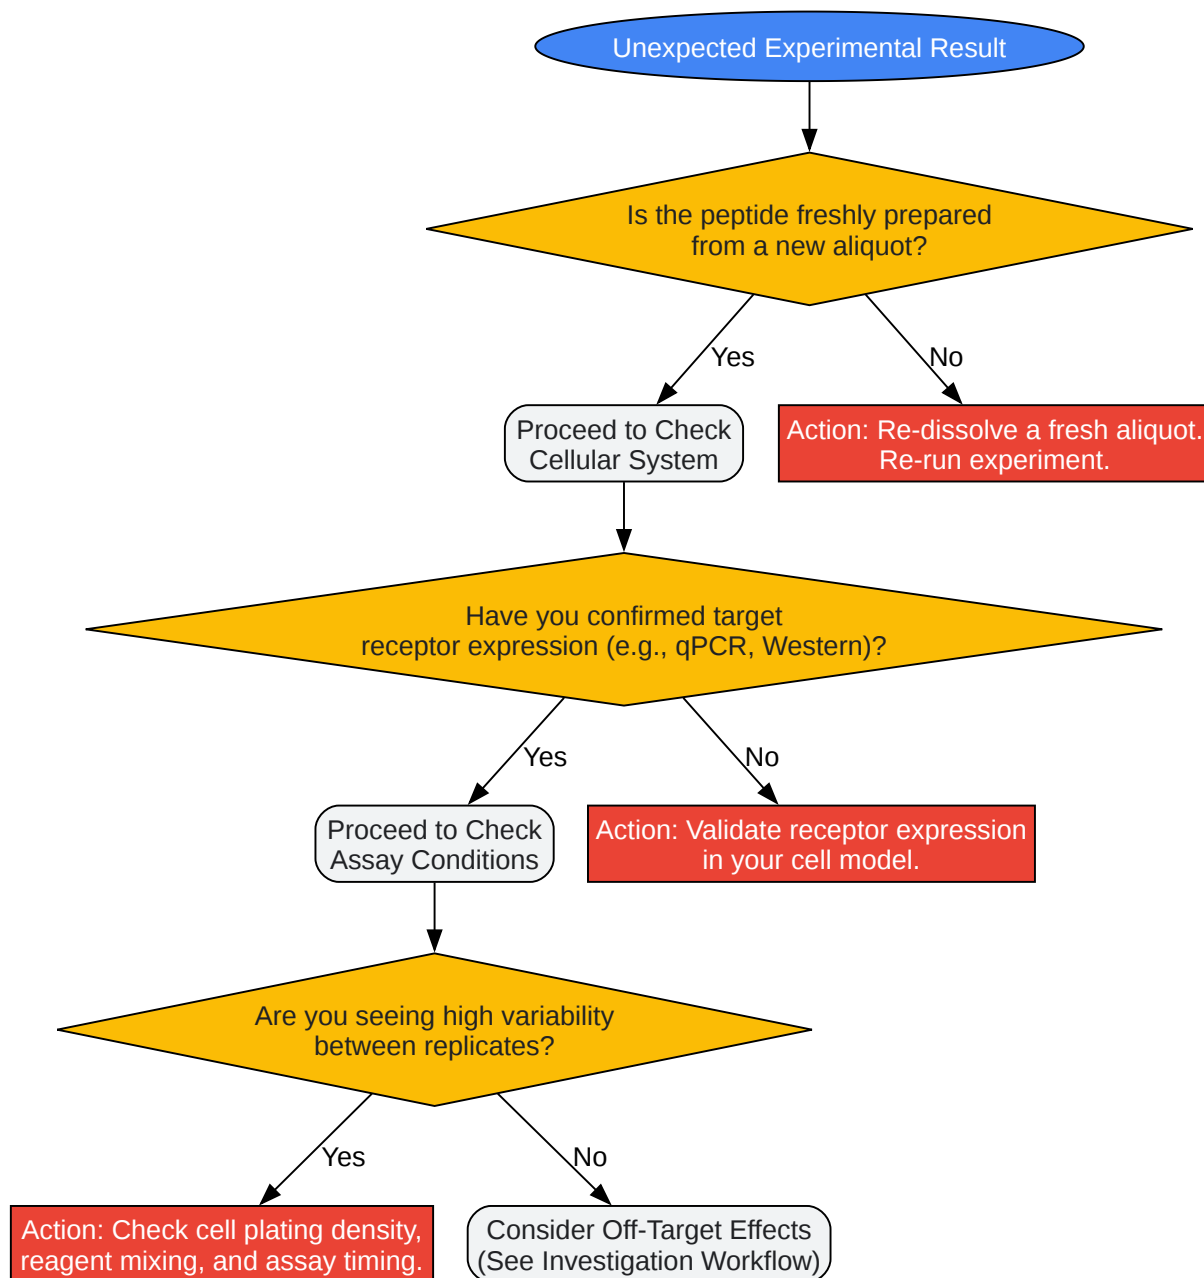 Unexpected Experimental Result
Is the peptide freshly prepared
from a new aliquot?
Yes
No
Proceed to Check
Cellular System
Action: Re-dissolve a fresh aliquot.
Re-run experiment.
Have you confirmed target
receptor expression (e.g., qPCR, Western)?
Yes
No
Proceed to Check
Assay Conditions
Action: Validate receptor expression
in your cell model.
Are you seeing high variability
between replicates?
Yes
No
Action: Check cell plating density,
reagent mixing, and assay timing.
Consider Off-Target Effects
(See Investigation Workflow)